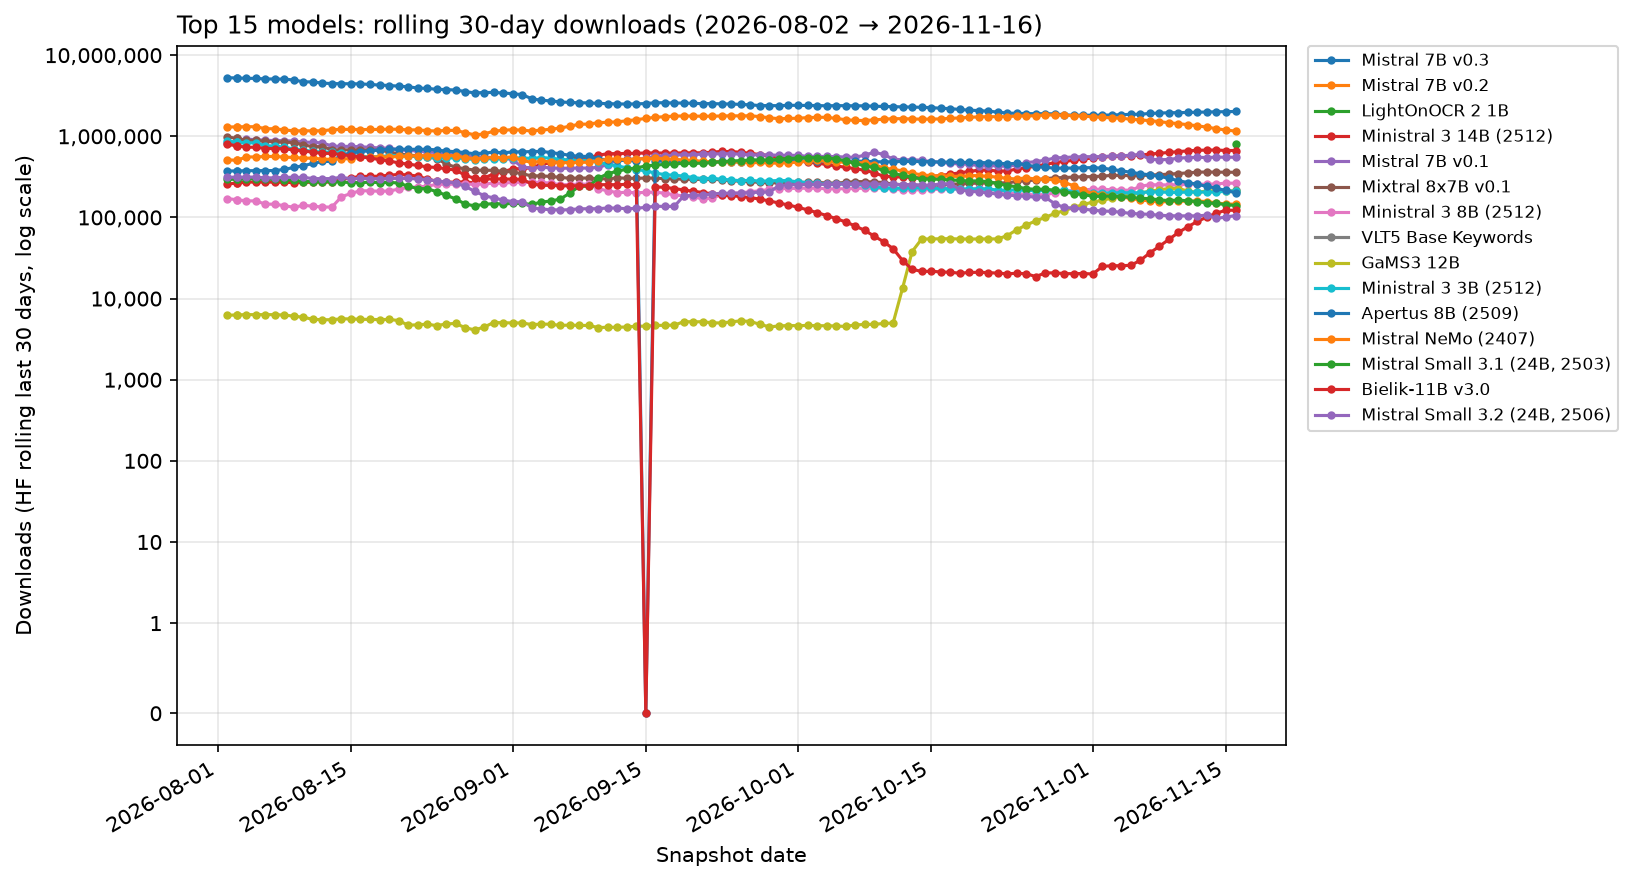 Top 15 models: rolling 30-day downloads (2026-08-02 → 2026-11-16)
Downloads (HF rolling last 30 days, log scale)
10,000,000
1,000,000
100,000
10,000
1,000
100
10
1
0
2026-08-01
2026-08-15
2026-09-01
2026-09-15
2026-10-01
2026-10-15
2026-11-01
2026-11-15
Snapshot date
Mistral 7B v0.3
Mistral 7B v0.2
LightOnOCR 2 1B
Ministral 3 14B (2512)
Mistral 7B v0.1
Mixtral 8x7B v0.1
Ministral 3 8B (2512)
VLT5 Base Keywords
GaMS3 12B
Ministral 3 3B (2512)
Apertus 8B (2509)
Mistral NeMo (2407)
Mistral Small 3.1 (24B, 2503)
Bielik-11B v3.0
Mistral Small 3.2 (24B, 2506)